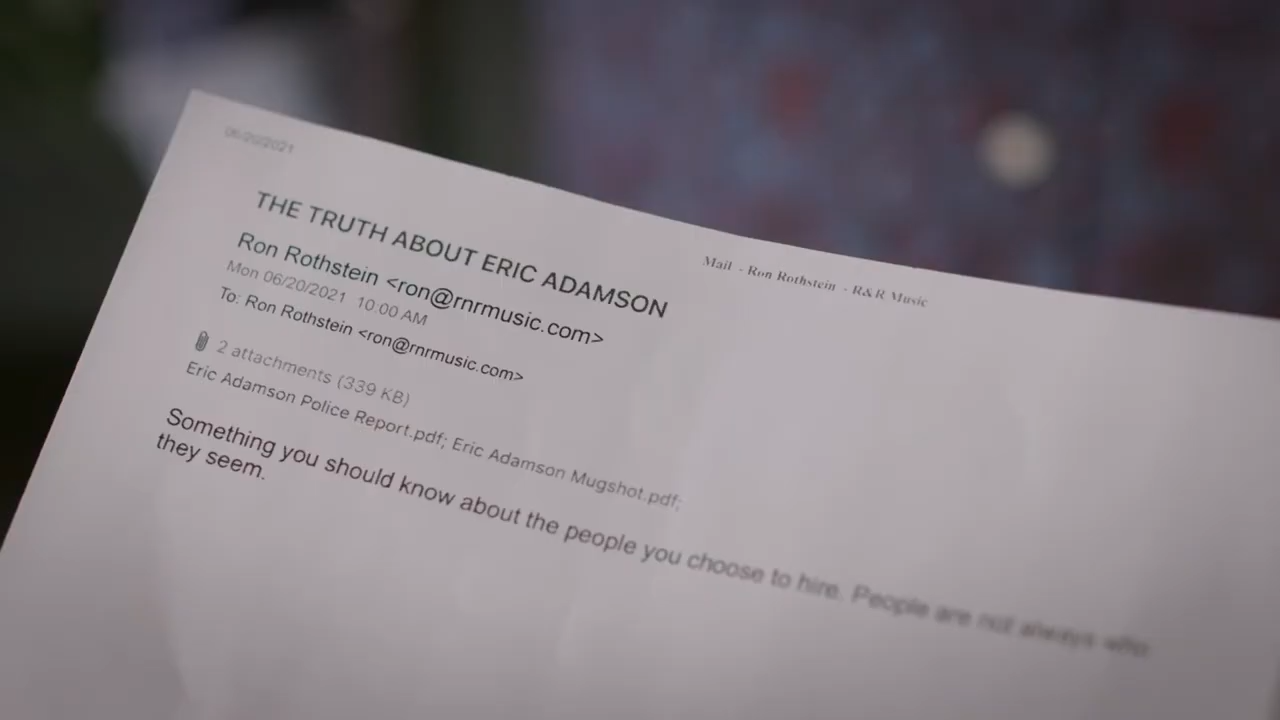 06/20/2021
Mail - Ron Rothstein - R&R Music
THE TRUTH ABOUT ERIC ADAMSON
Ron Rothstein <ron@rnrmusic.com>
Mon 06/20/2021 10:00 AM
To: Ron Rothstein <ron@rnrmusic.com>
2 attachments (339 KB)
Eric Adamson Police Report.pdf; Eric Adamson Mugshot.pdf;
Something you should know about the people you choose to hire. People are not always who
they seem.